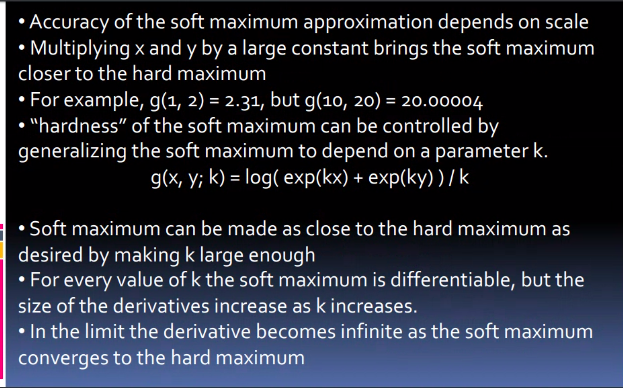 • Accuracy of the soft maximum approximation depends on scale
• Multiplying x and y by a large constant brings the soft maximum
closer to the hard maximum
• For example, g(1, 2) = 2.31, but g(10, 20) = 20.00004
• “hardness” of the soft maximum can be controlled by
generalizing the soft maximum to depend on a parameter k.
g(x, y; k) = log( exp(kx) + exp(ky) ) / k
• Soft maximum can be made as close to the hard maximum as
desired by making k large enough
• For every value of k the soft maximum is differentiable, but the
size of the derivatives increase as k increases.
• In the limit the derivative becomes infinite as the soft maximum
converges to the hard maximum